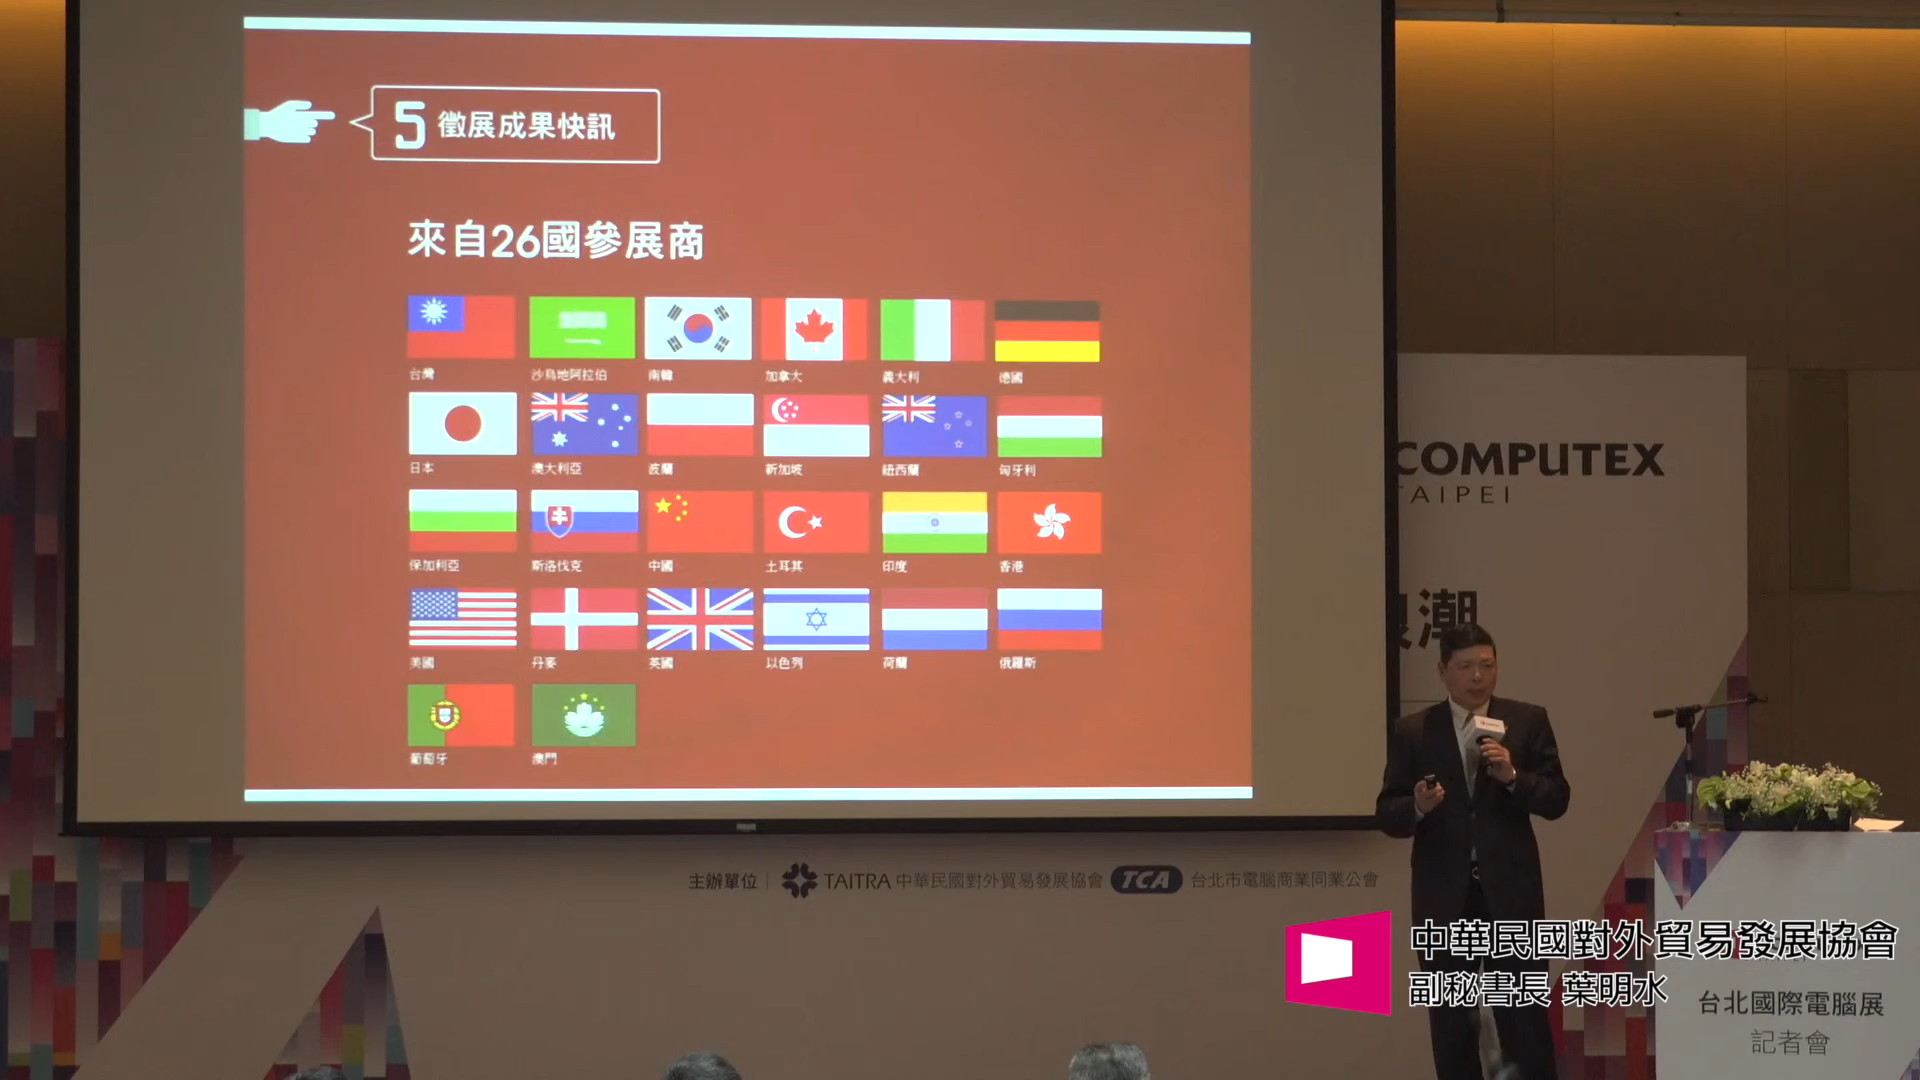 5 徵展成果快訊
來自26國參展商
台灣 沙烏地阿拉伯 南韓 加拿大 義大利 德國
日本 澳大利亞 波蘭 新加坡 紐西蘭 匈牙利
保加利亞 斯洛伐克 中國 土耳其 印度 香港
美國 丹麥 英國 以色列 荷蘭 俄羅斯
葡萄牙 澳門
COMPUTEX
TAIPEI
潮
主辦單位 TAITRA 中華民國對外貿易發展協會 TCA 台北市電腦商業同業公會
中華民國對外貿易發展協會
副秘書長 葉明水
台北國際電腦展
記者會